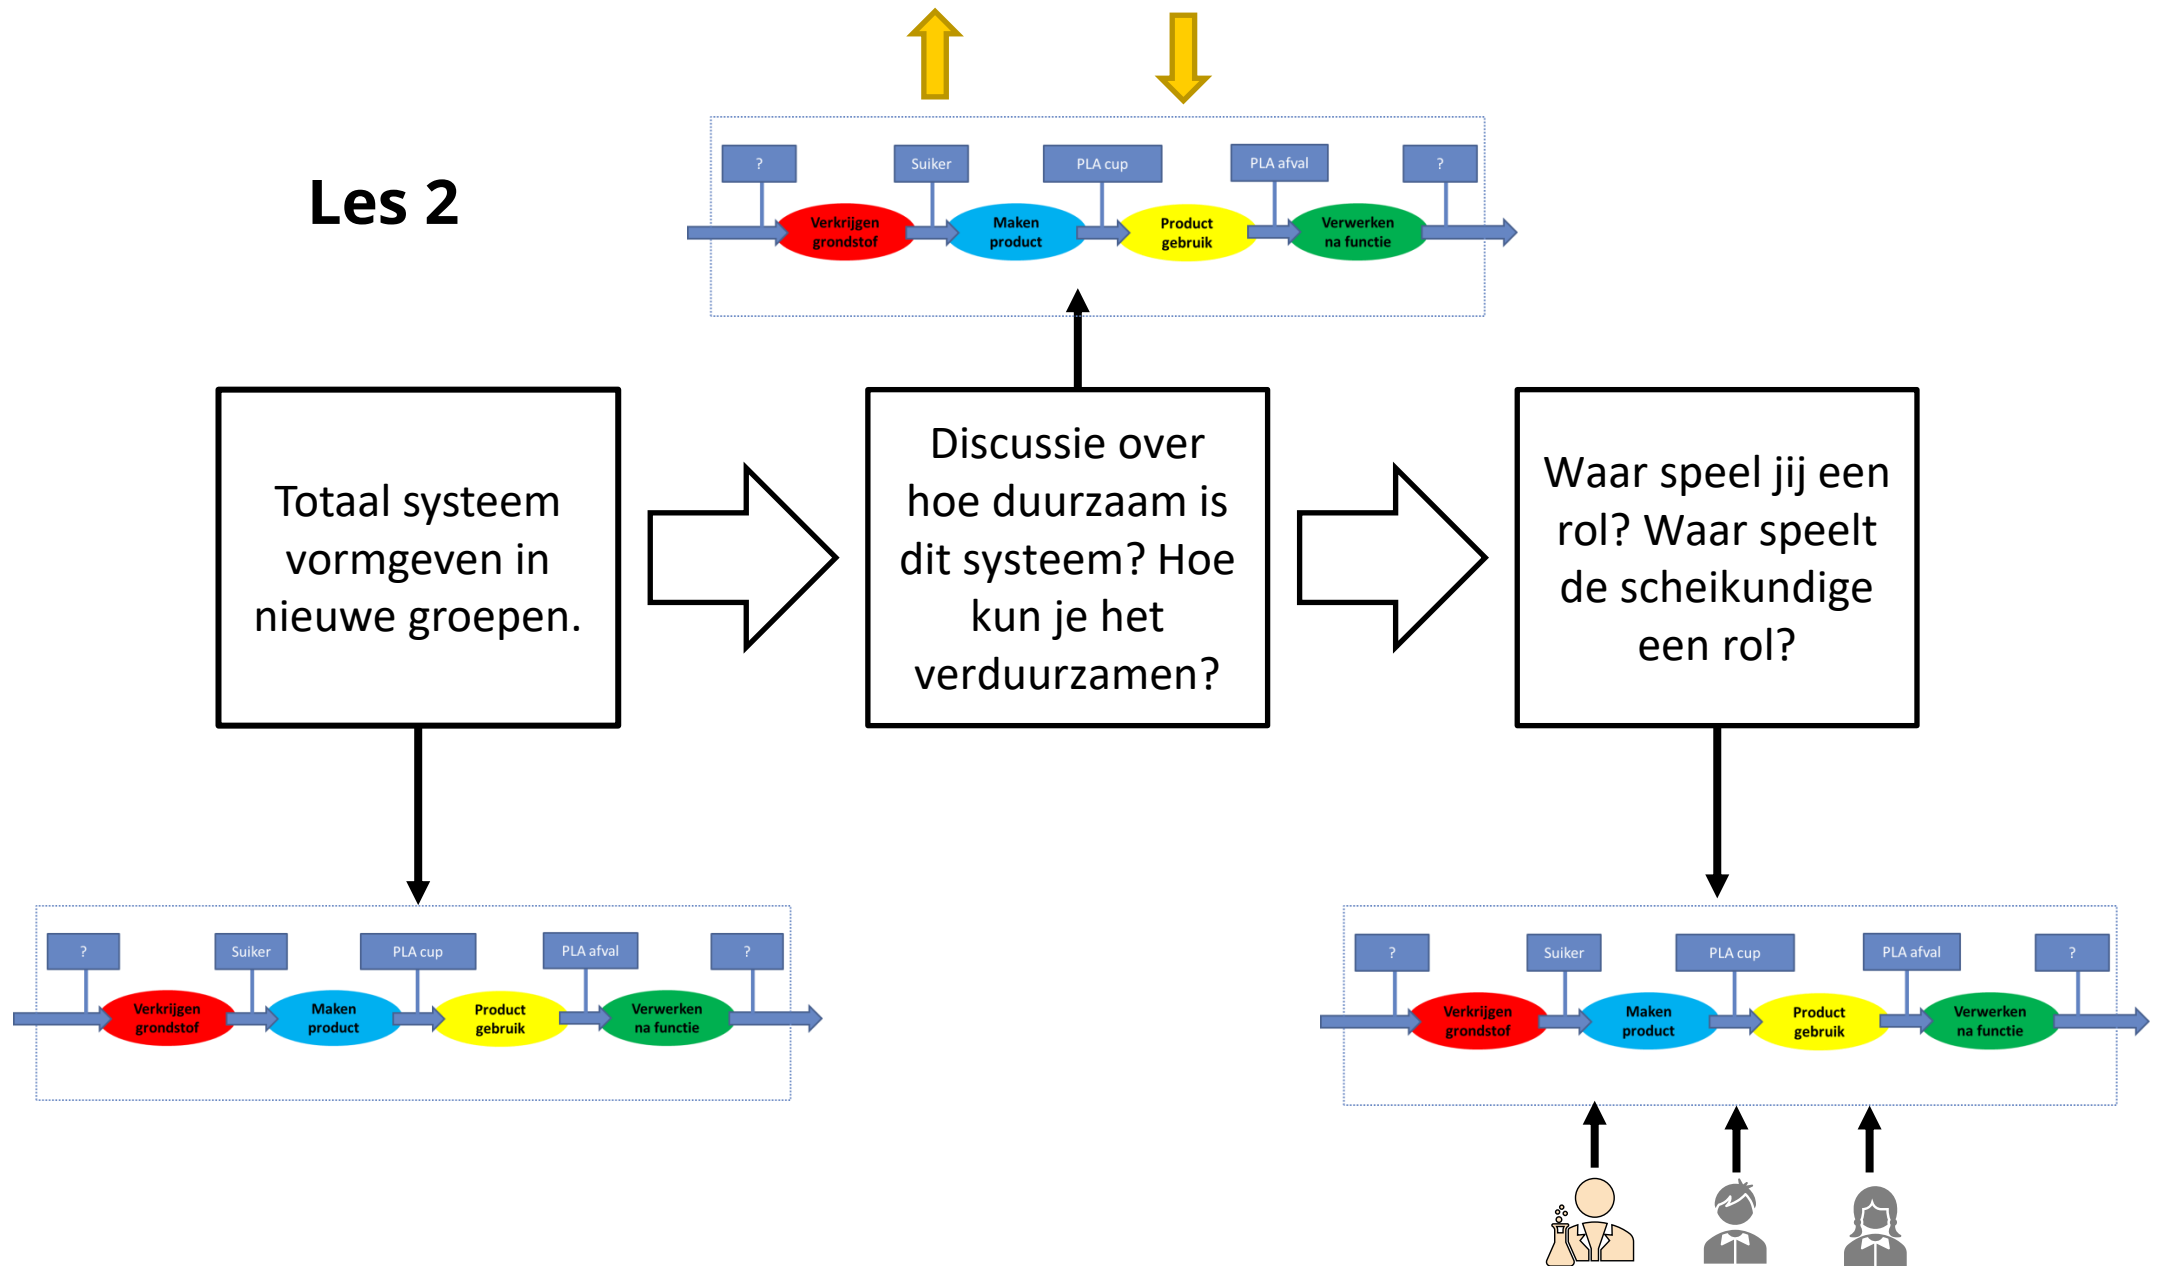 Les 2
?
Suiker
PLA cup
PLA afval
?
Verkrijgen
grondstof
Maken
product
Product
gebruik
Verwerken
na functie
Totaal systeem
vormgeven in
nieuwe groepen.
Discussie over
hoe duurzaam is
dit systeem? Hoe
kun je het
verduurzamen?
Waar speel jij een
rol? Waar speelt
de scheikundige
een rol?
?
Suiker
PLA cup
PLA afval
?
Verkrijgen
grondstof
Maken
product
Product
gebruik
Verwerken
na functie
?
Suiker
PLA cup
PLA afval
?
Verkrijgen
grondstof
Maken
product
Product
gebruik
Verwerken
na functie